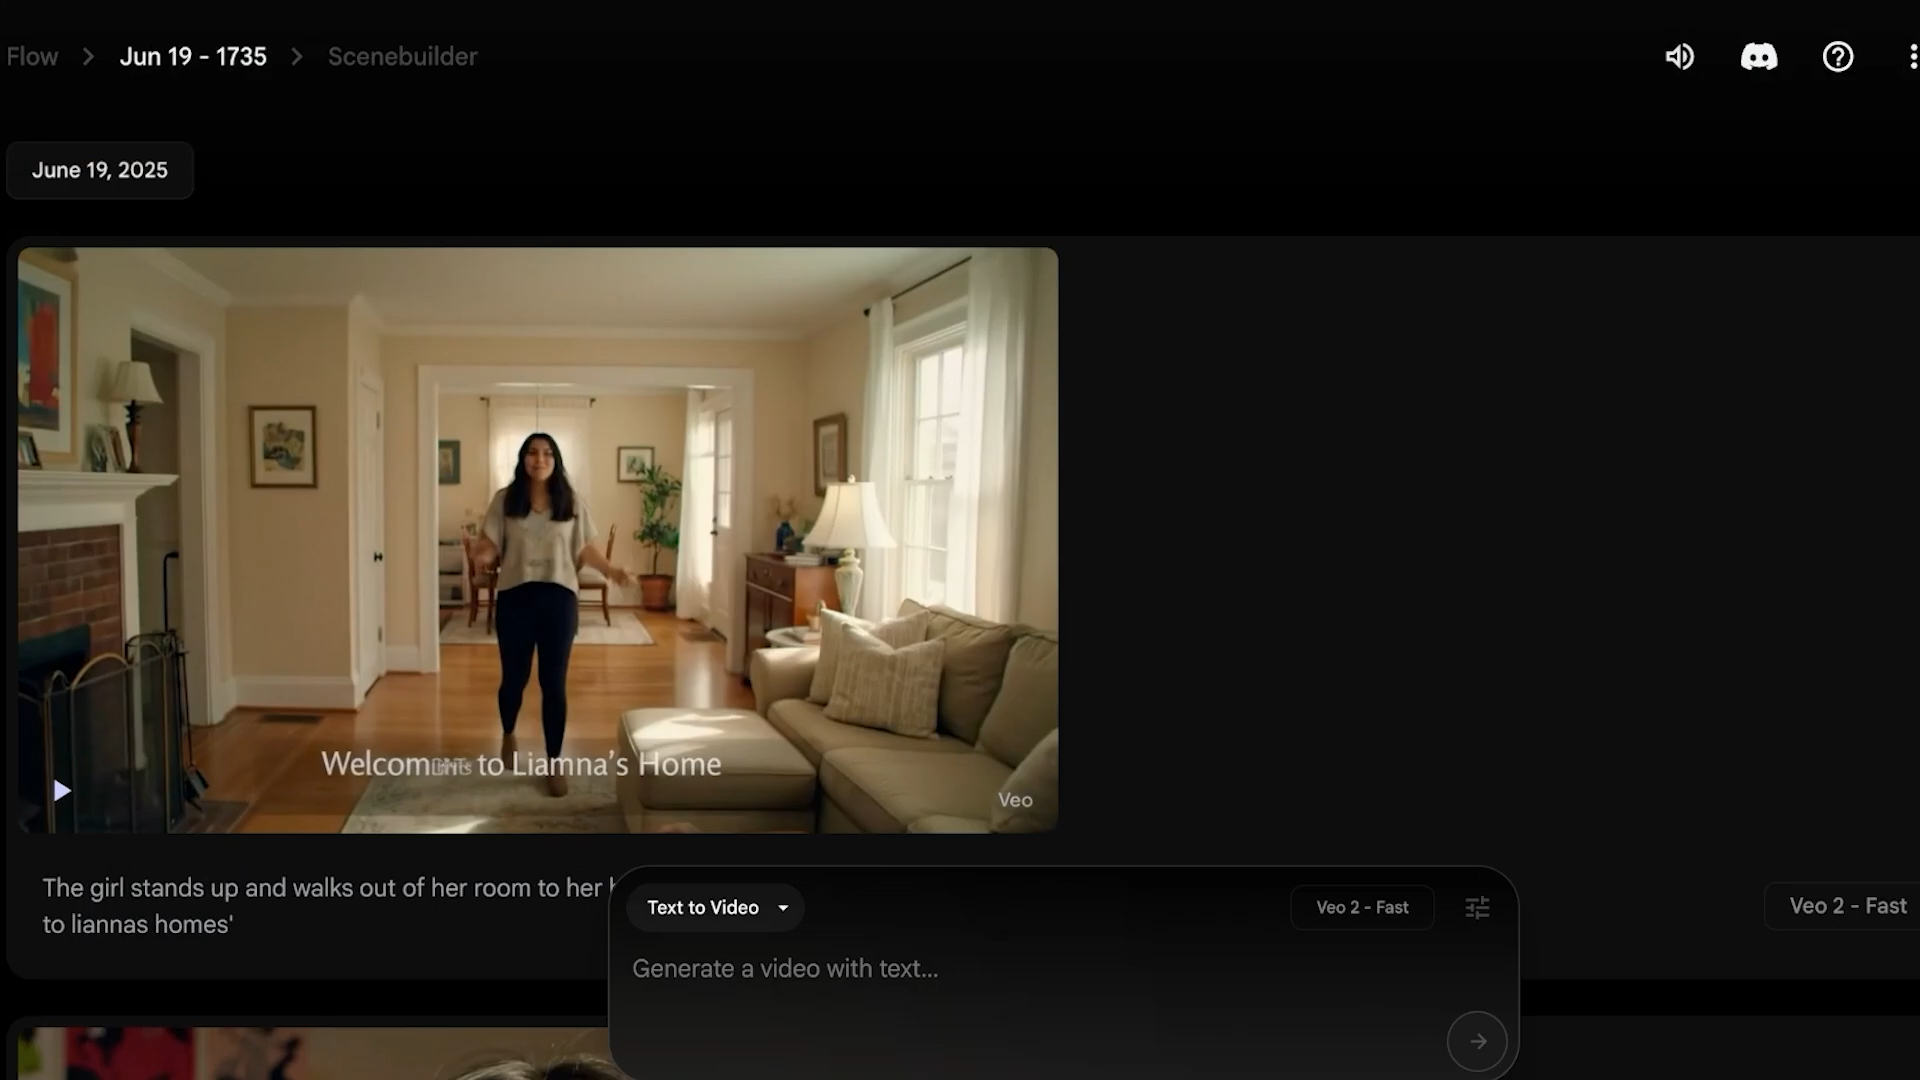 Flow > Jun 19 - 1735 > Scenebuilder
June 19, 2025
to Liamna's Home
Veo
The girl stands up and walks out of her room to her
to liannas homes'
Text to Video
Veo 2 - Fast
Veo 2 - Fast
Generate a video with text...